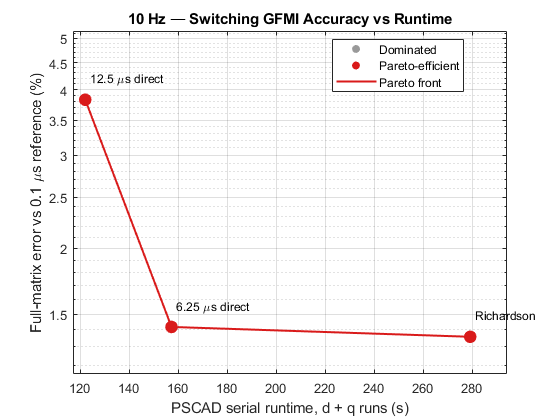 10 Hz — Switching GFMI Accuracy vs Runtime
Full-matrix error vs 0.1 μs reference (%)
5
4.5
4
3.5
3
2.5
2
1.5
12.5 μs direct
Dominated
Pareto-efficient
Pareto front
6.25 μs direct
Richardson
120 140 160 180 200 220 240 260 280
PSCAD serial runtime, d + q runs (s)